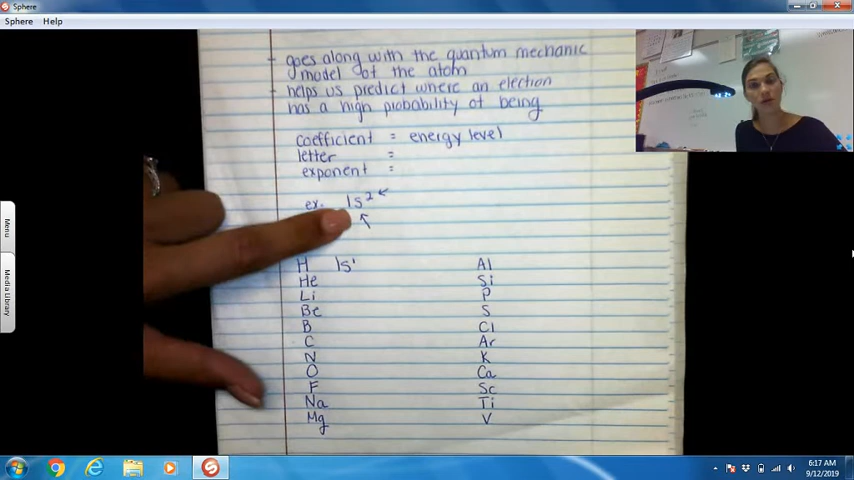 Sphere
Sphere Help
- goes along with the quantum mechanic
model of the atom
- helps us predict where an election
has a high probability of being
coefficient = energy level
letter =
exponent =
ex. 1s²
H 1s¹ Al
He Si
Li P
Be S
B Cl
C Ar
N K
O Ca
F Sc
Na Ti
Mg V
Menu
Media Library
6:17 AM
9/12/2019